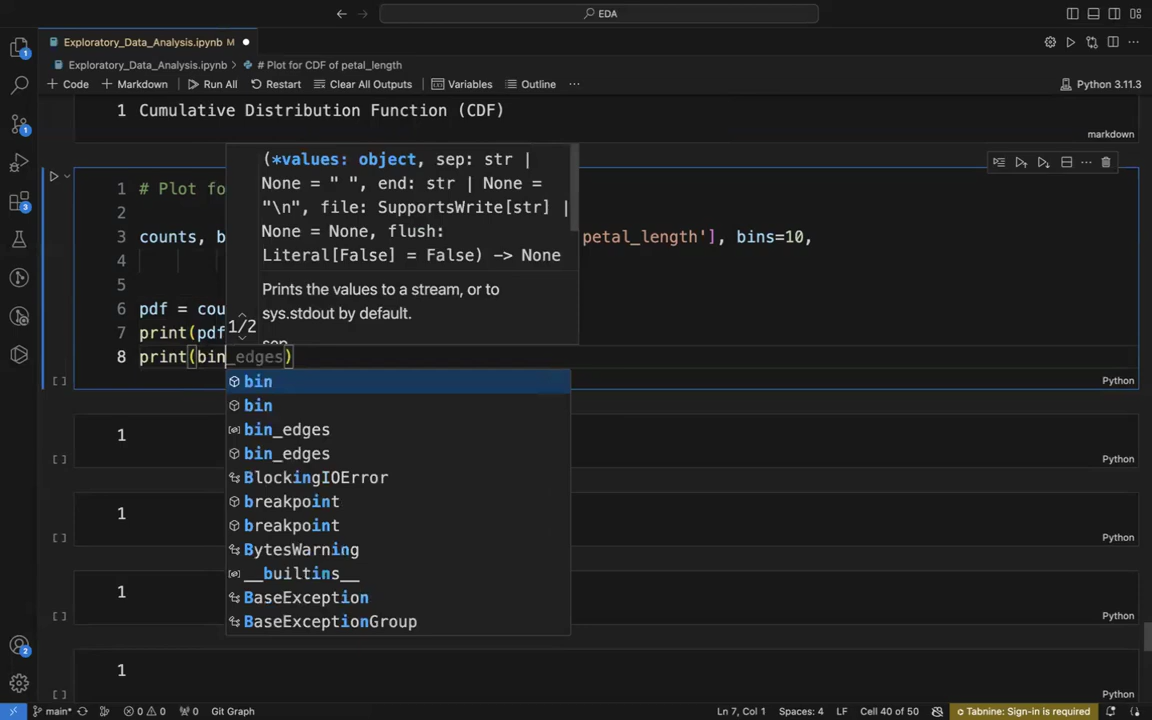 EDA
Exploratory_Data_Analysis.ipynb M
Exploratory_Data_Analysis.ipynb > # Plot for CDF of petal_length
+ Code + Markdown Run All Restart Clear All Outputs Variables Outline ... Python 3.11.3
1 Cumulative Distribution Function (CDF)
markdown
(*values: object, sep: str |
None = " ", end: str | None =
"\n", file: SupportsWrite[str] |
None = None, flush:
Literal[False] = False) -> None
Prints the values to a stream, or to
sys.stdout by default.
1/2
1 # Plot fo
2
3 counts, b petal_length'], bins=10,
4
5
6 pdf = cou
7 print(pdf
8 print(bin_edges)
[ ] Python
bin
bin
bin_edges
bin_edges
BlockingIOError
breakpoint
breakpoint
BytesWarning
__builtins__
BaseException
BaseExceptionGroup
1
[ ] Python
1
[ ] Python
1
[ ] Python
1
[ ] Python
1
1
3
2
main* 0 0 0 Git Graph Ln 7, Col 1 Spaces: 4 LF Cell 40 of 50 Tabnine: Sign-in is required